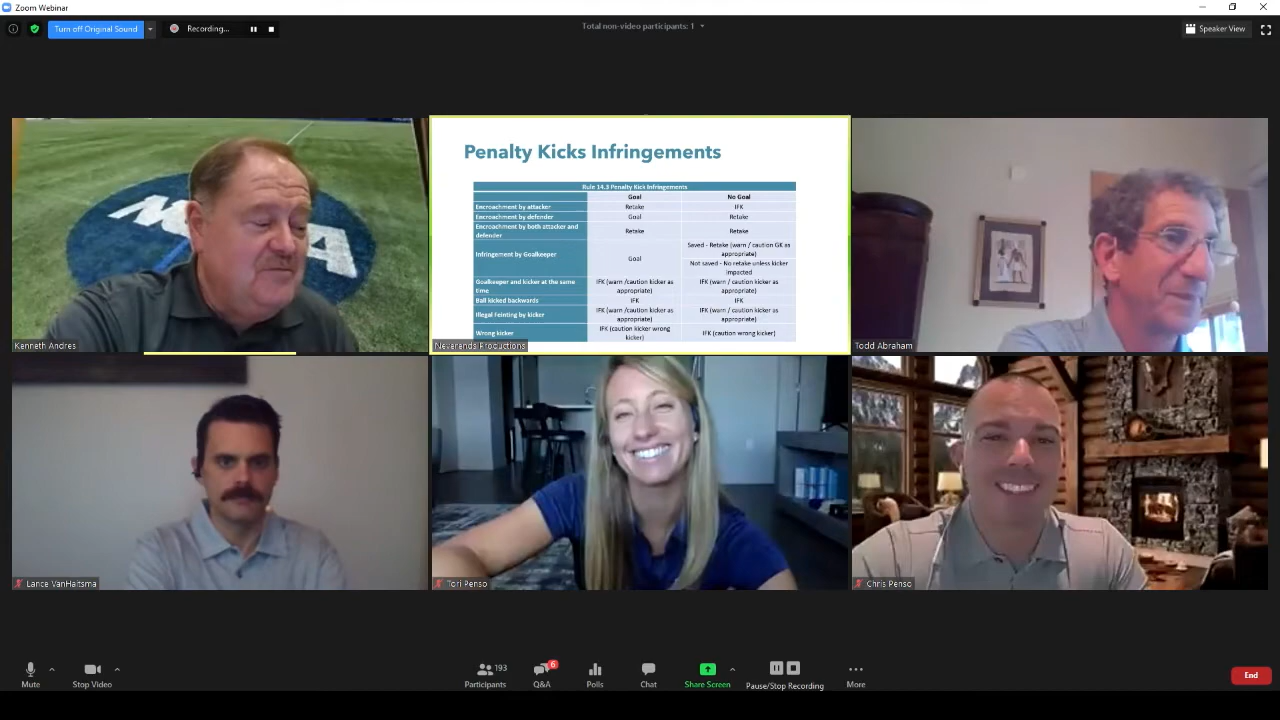 Zoom Webinar
Turn off Original Sound
Recording...
Total non-video participants: 1
Speaker View
Kenneth Andres
Penalty Kicks Infringements
Rule 14.3 Penalty Kick Infringements
Goal No Goal
Encroachment by attacker Retake IFK
Encroachment by defender Goal Retake
Encroachment by both attacker and
defender
Retake Retake
Infringement by Goalkeeper
Goal
Saved - Retake (warn / caution GK as
appropriate)
Not saved - No retake unless kicker
impacted
Goalkeeper and kicker at the same
time
IFK (warn /caution kicker as
appropriate)
IFK (warn / caution kicker as
appropriate)
Ball kicked backwards IFK IFK
Illegal Feinting by kicker
IFK (warn /caution kicker as
appropriate)
IFK (warn / caution kicker as
appropriate)
Wrong kicker
IFK (caution kicker wrong
kicker)
IFK (caution wrong kicker)
Neverends Productions
Todd Abraham
Lance VanHaitsma
Tori Penso
Chris Penso
Mute
Stop Video
193
Participants
6
Q&A
Polls
Chat
Share Screen
Pause/Stop Recording
More
End